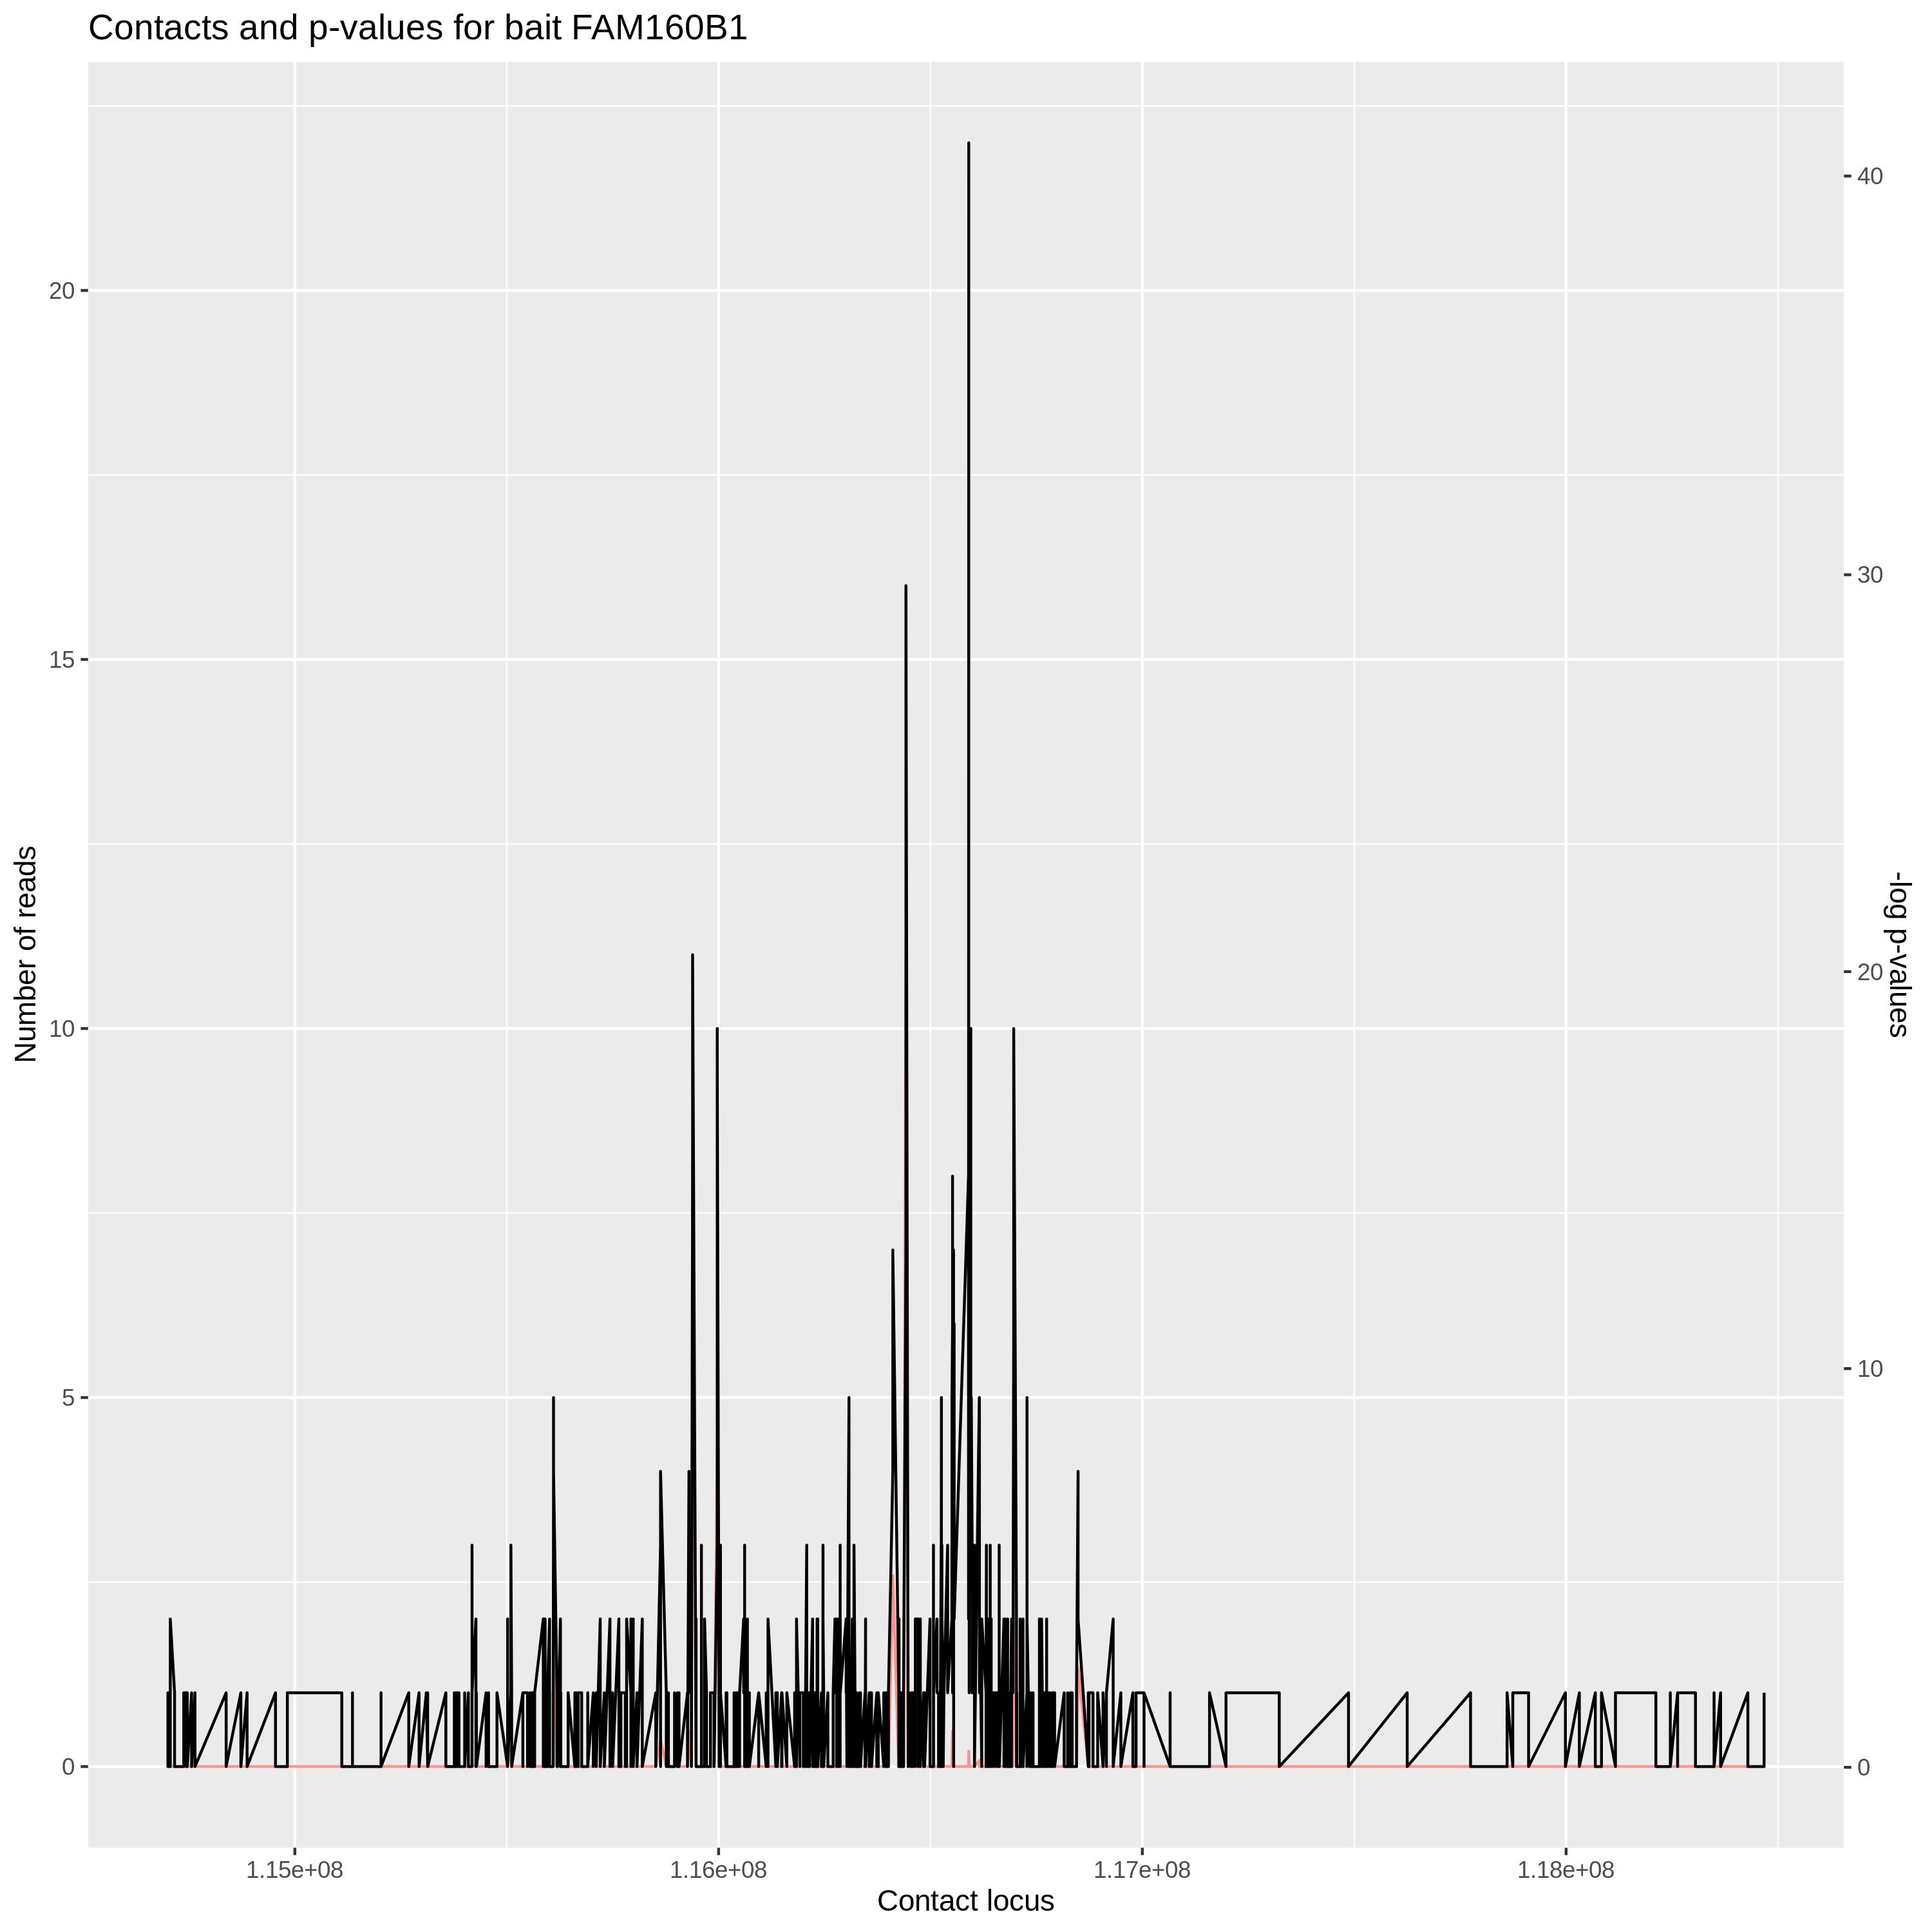 Contacts and p-values for bait FAM160B1
Number of reads
20
15
10
5
0
40
30
20
10
0
-log p-values
1.15e+08
1.16e+08
1.17e+08
1.18e+08
Contact locus